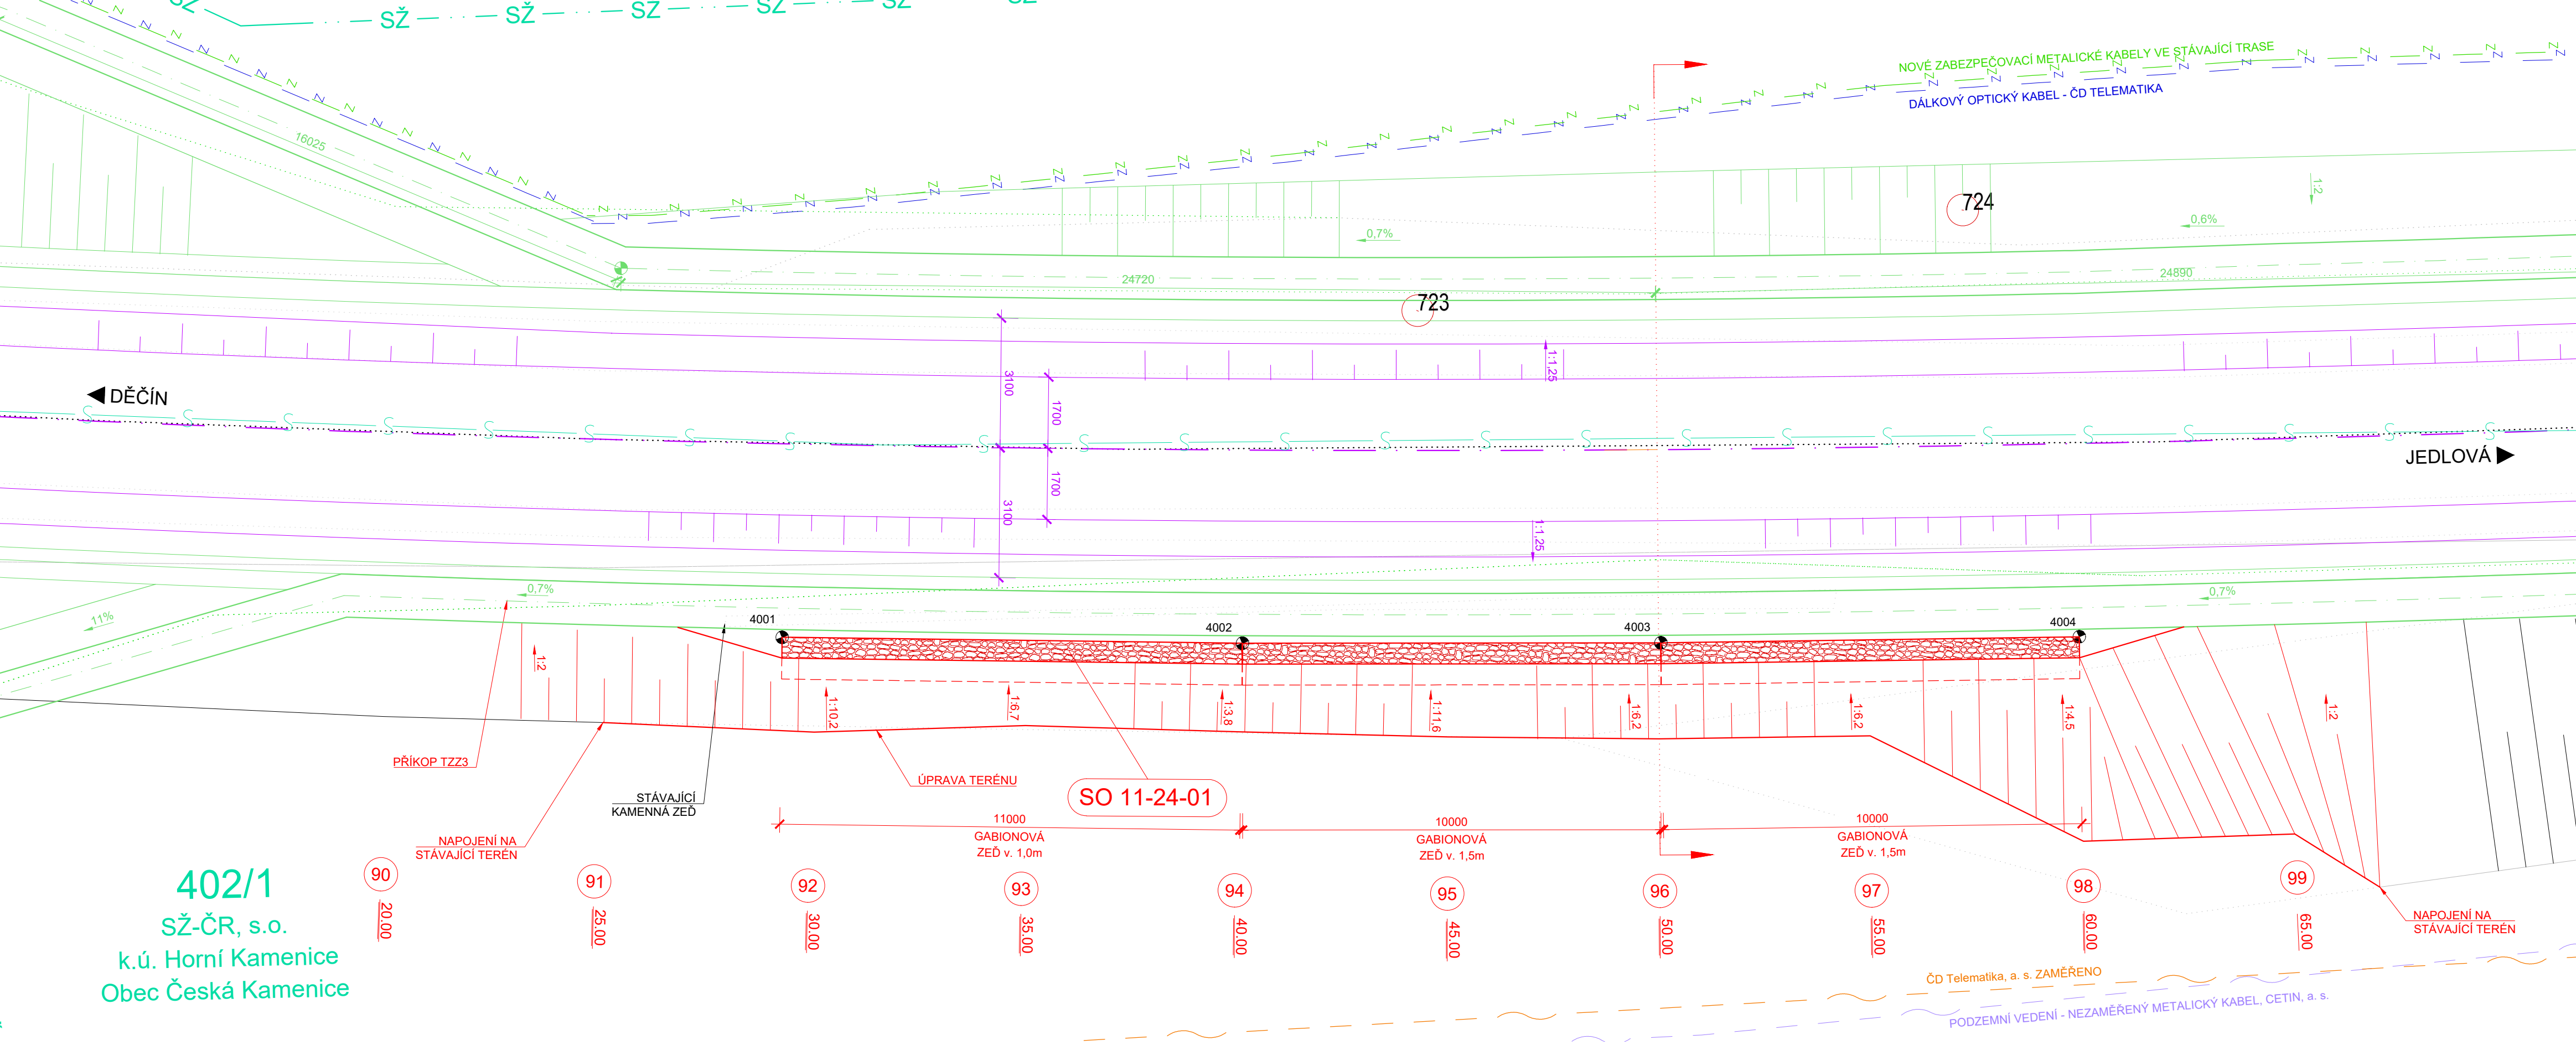 SŽ
SŽ
SŽ
SŽ
SŽ
SŽ
SŽ
NOVÉ ZABEZPEČOVACÍ METALICKÉ KABELY VE STÁVAJÍCÍ TRASE
DÁLKOVÝ OPTICKÝ KABEL - ČD TELEMATIKA
16025
724
1:2
0,7%
0,6%
24720
24890
723
3100
1700
1:1,25
DĚČÍN
JEDLOVÁ
1700
3100
1:1,25
0,7%
0,7%
11%
4001
4002
4003
4004
1:2
1:10,2
1:6,7
1:3,8
1:11,6
1:6,2
1:6,2
1:4,5
1:2
PŘÍKOP TZZ3
ÚPRAVA TERÉNU
STÁVAJÍCÍ
KAMENNÁ ZEĎ
SO 11-24-01
NAPOJENÍ NA
STÁVAJÍCÍ TERÉN
11000
GABIONOVÁ
ZEĎ v. 1,0m
10000
GABIONOVÁ
ZEĎ v. 1,5m
10000
GABIONOVÁ
ZEĎ v. 1,5m
90
91
92
93
94
95
96
97
98
99
20.00
25.00
30.00
35.00
40.00
45.00
50.00
55.00
60.00
65.00
NAPOJENÍ NA
STÁVAJÍCÍ TERÉN
402/1
SŽ-ČR, s.o.
k.ú. Horní Kamenice
Obec Česká Kamenice
ČD Telematika, a. s. ZAMĚŘENO
PODZEMNÍ VEDENÍ - NEZAMĚŘENÝ METALICKÝ KABEL, CETIN, a. s.